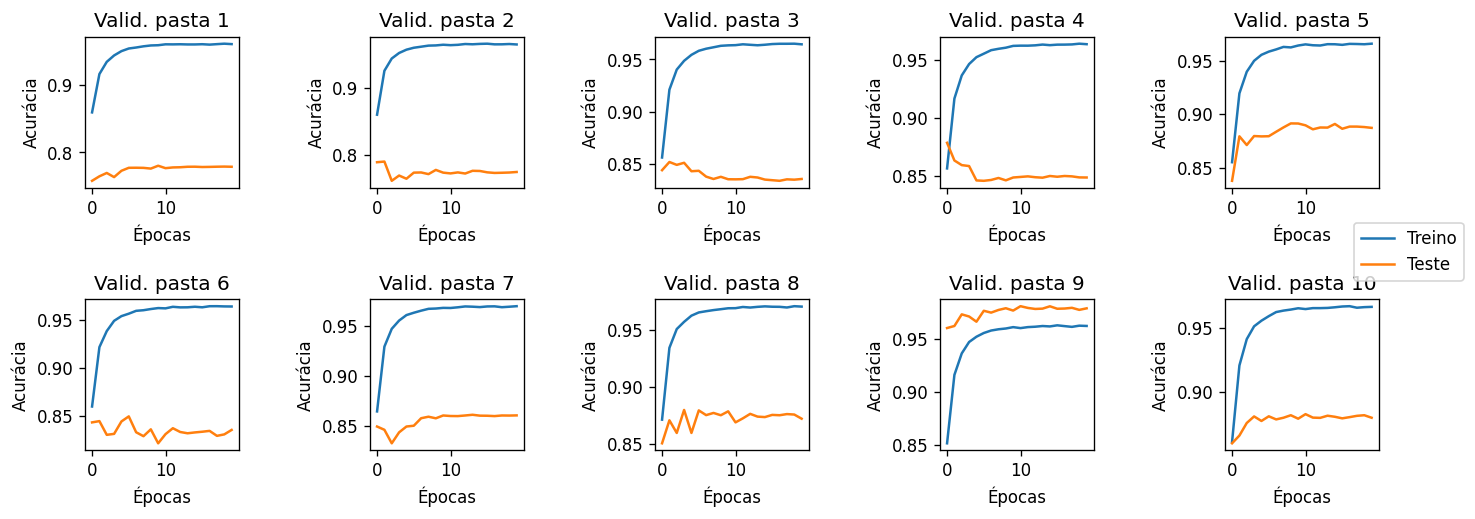 Valid. pasta 1
Acurácia
0.9
0.8
0 10
Épocas
Valid. pasta 2
Acurácia
0.9
0.8
0 10
Épocas
Valid. pasta 3
Acurácia
0.95
0.90
0.85
0 10
Épocas
Valid. pasta 4
Acurácia
0.95
0.90
0.85
0 10
Épocas
Valid. pasta 5
Acurácia
0.95
0.90
0.85
0 10
Épocas
Treino
Teste
Valid. pasta 6
Acurácia
0.95
0.90
0.85
0 10
Épocas
Valid. pasta 7
Acurácia
0.95
0.90
0.85
0 10
Épocas
Valid. pasta 8
Acurácia
0.95
0.90
0.85
0 10
Épocas
Valid. pasta 9
Acurácia
0.95
0.90
0.85
0 10
Épocas
Valid. pasta 10
Acurácia
0.95
0.90
0 10
Épocas